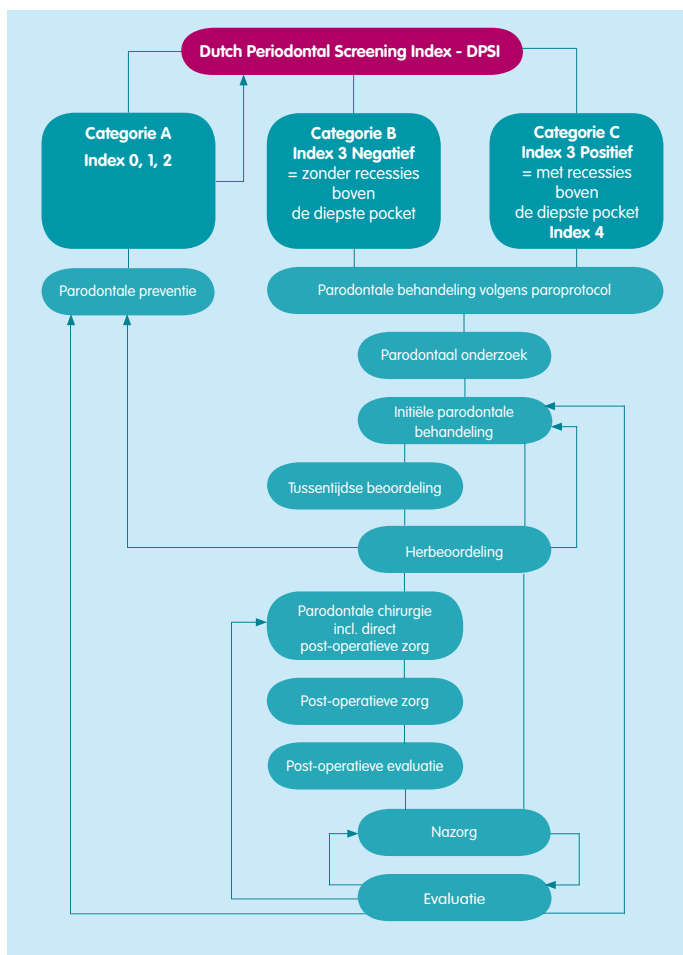 Dutch Periodontal Screening Index - DPSI
Categorie A
Index 0, 1, 2
Categorie B
Index 3 Negatief
= zonder recessies
boven
de diepste pocket
Categorie C
Index 3 Positief
= met recessies
boven
de diepste pocket
Index 4
Parodontale preventie
Parodontale behandeling volgens paroprotocol
Parodontaal onderzoek
Initiële parodontale
behandeling
Tussentijdse beoordeling
Herbeoordeling
Parodontale chirurgie
incl. direct
post-operatieve zorg
Post-operatieve zorg
Post-operatieve evaluatie
Nazorg
Evaluatie